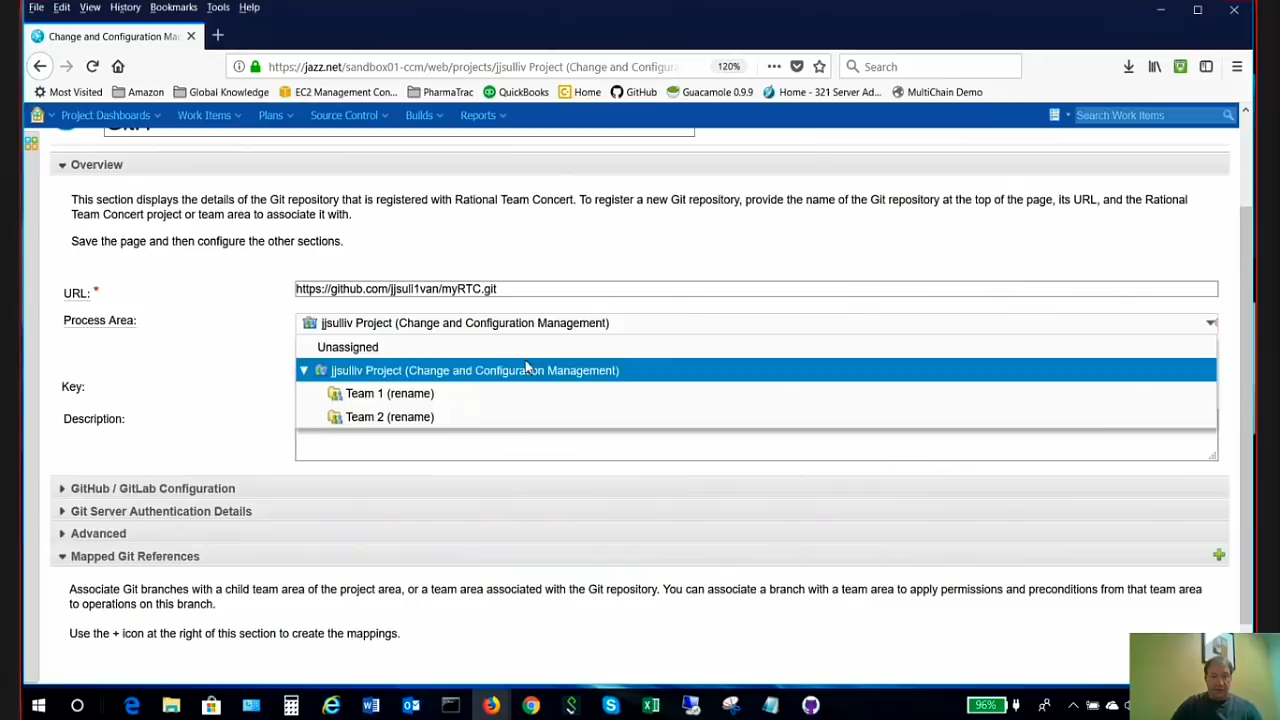 File Edit View History Bookmarks Tools Help
Change and Configuration Ma
https://jazz.net/sandbox01-ccm/web/projects/jjsulliv Project (Change and Configura
120%
Search
Most Visited Amazon Global Knowledge EC2 Management Con... PharmaTrac QuickBooks Home GitHub Guacamole 0.9.9 Home - 321 Server Ad... MultiChain Demo
Project Dashboards Work Items Plans Source Control Builds Reports Search Work Items
Overview
This section displays the details of the Git repository that is registered with Rational Team Concert. To register a new Git repository, provide the name of the Git repository at the top of the page, its URL, and the Rational
Team Concert project or team area to associate it with.
Save the page and then configure the other sections.
URL: * https://github.com/jjsull1van/myRTC.git
Process Area: jjsulliv Project (Change and Configuration Management)
Unassigned
jjsulliv Project (Change and Configuration Management)
Key:
Team 1 (rename)
Description:
Team 2 (rename)
GitHub / GitLab Configuration
Git Server Authentication Details
Advanced
Mapped Git References
Associate Git branches with a child team area of the project area, or a team area associated with the Git repository. You can associate a branch with a team area to apply permissions and preconditions from that team area
to operations on this branch.
Use the + icon at the right of this section to create the mappings.
96%